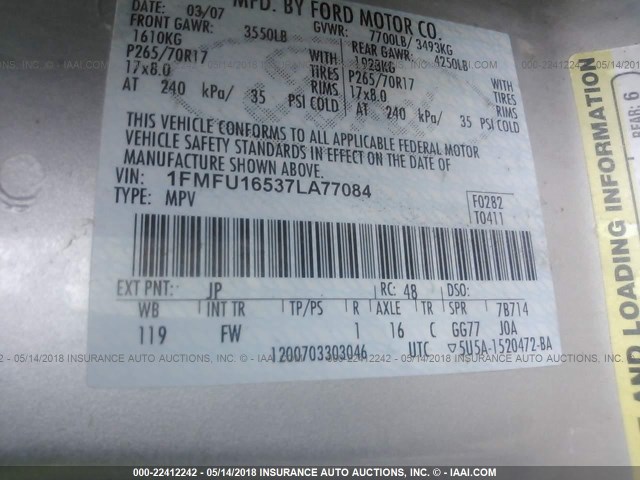 MFD. BY FORD MOTOR CO.
DATE: 03/07 GVWR: 7700LB/ 3493KG
FRONT GAWR: 3550LB REAR GAWR: 4250LB
1610KG WITH 1928KG WITH
P265/70R17 TIRES P265/70R17 TIRES
17x8.0 RIMS 17x8.0 RIMS
AT 240 kPa/ 35 PSI COLD AT 240 kPa/ 35 PSI COLD
THIS VEHICLE CONFORMS TO ALL APPLICABLE FEDERAL MOTOR
VEHICLE SAFETY STANDARDS IN EFFECT ON THE DATE OF
MANUFACTURE SHOWN ABOVE.
VIN: 1FMFU16537LA77084
TYPE: MPV
F0282
T0411
EXT PNT: JP RC: 48 DSO:
WB INT TR TP/PS R AXLE TR SPR 7B714
119 FW 1 16 C GG77 J0A
1200703303046 UTC ▽5U5A-1520472-BA
REAR: 6
E AND LOADING INFORMATION
000-22412242 - 05/14/2018 INSURANCE AUTO AUCTIONS, INC. - © - IAAI.COM